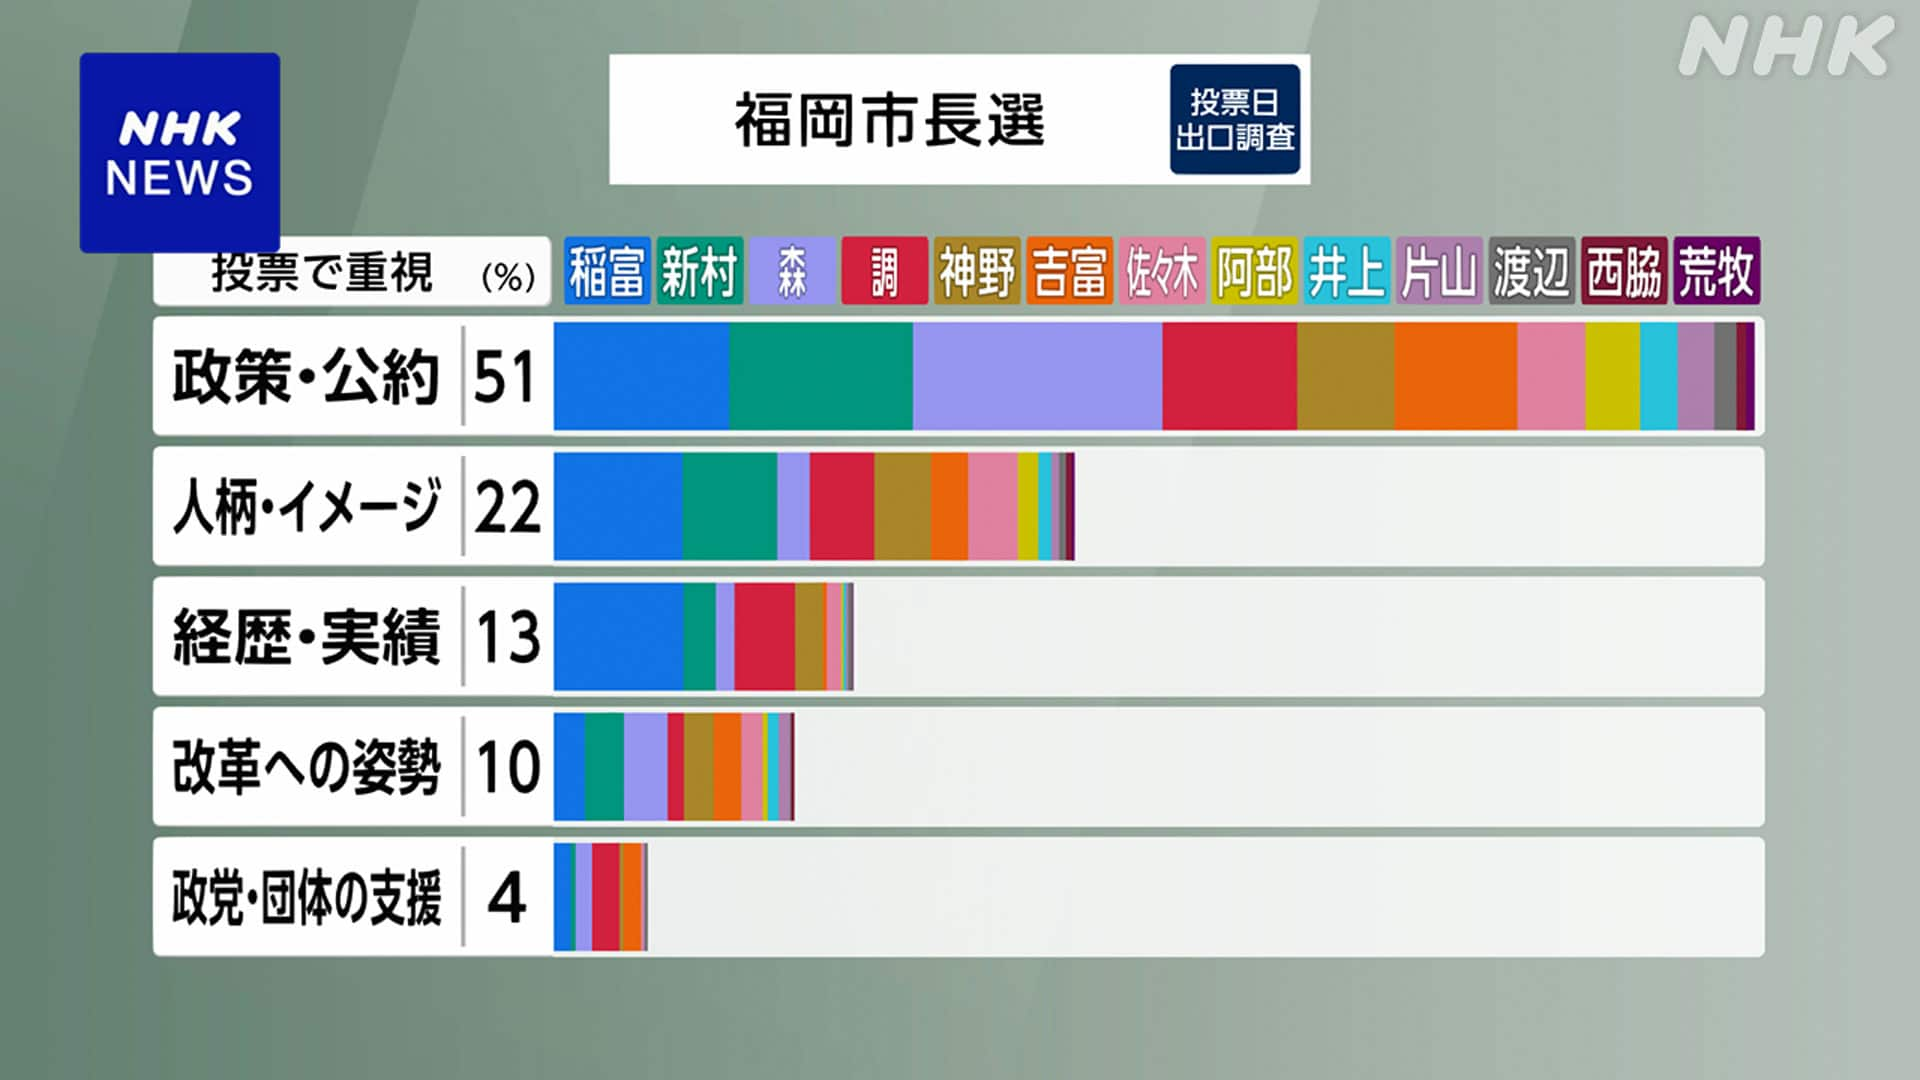 NHK
NHK
NEWS
福岡市長選
投票日
出口調査
投票で重視 (%)
稲富 新村 森 調 神野 吉富 佐々木 阿部 井上 片山 渡辺 西脇 荒牧
政策・公約 51
人柄・イメージ 22
経歴・実績 13
改革への姿勢 10
政党・団体の支援 4